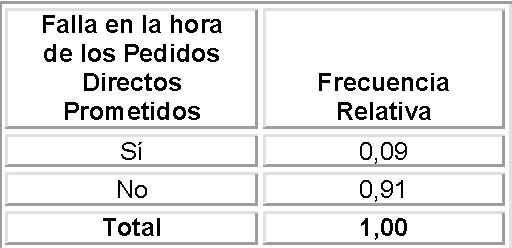 Falla en la hora
de los Pedidos
Directos
Prometidos
Frecuencia
Relativa
Sí 0,09
No 0,91
Total 1,00